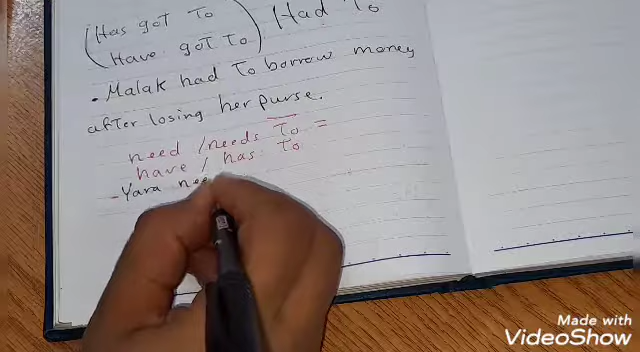 (Has got To
(Have got To) Had To
• Malak had To borrow money
after losing her purse.
need / needs To =
have / has To
- Yara nee
Made with
VideoShow